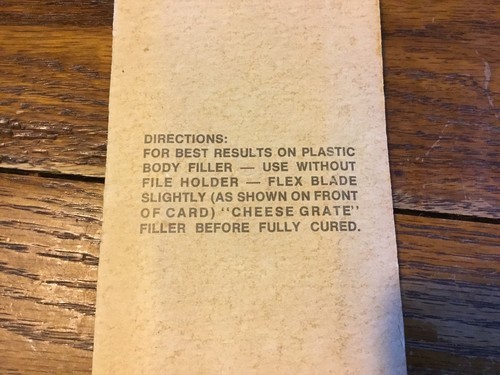 DIRECTIONS:
FOR BEST RESULTS ON PLASTIC
BODY FILLER — USE WITHOUT
FILE HOLDER — FLEX BLADE
SLIGHTLY (AS SHOWN ON FRONT
OF CARD) "CHEESE GRATE"
FILLER BEFORE FULLY CURED.